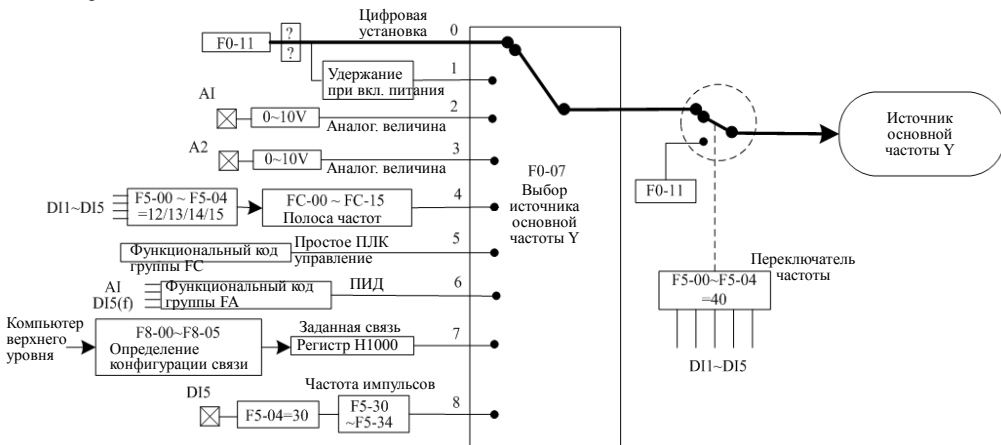 Цифровая
установка
0
F0-11
?
?
Удержание
при вкл. питания
1
AI
0~10V
Аналог. величина
2
A2
0~10V
Аналог. величина
3
DI1~DI5
F5-00 ~ F5-04
=12/13/14/15
FC-00 ~ FC-15
Полоса частот
4
Функциональный код
группы FC
Простое ПЛК
управление
5
AI
DI5(f)
Функциональный код
группы FA
ПИД
6
Компьютер
верхнего
уровня
F8-00~F8-05
Определение
конфигурации связи
Заданная связь
Регистр H1000
7
DI5
F5-04=30
Частота импульсов
F5-30
~F5-34
8
F0-07
Выбор
источника
основной
частоты Y
F0-11
Переключатель
частоты
F5-00~F5-04
=40
DI1~DI5
Источник
основной
частоты Y